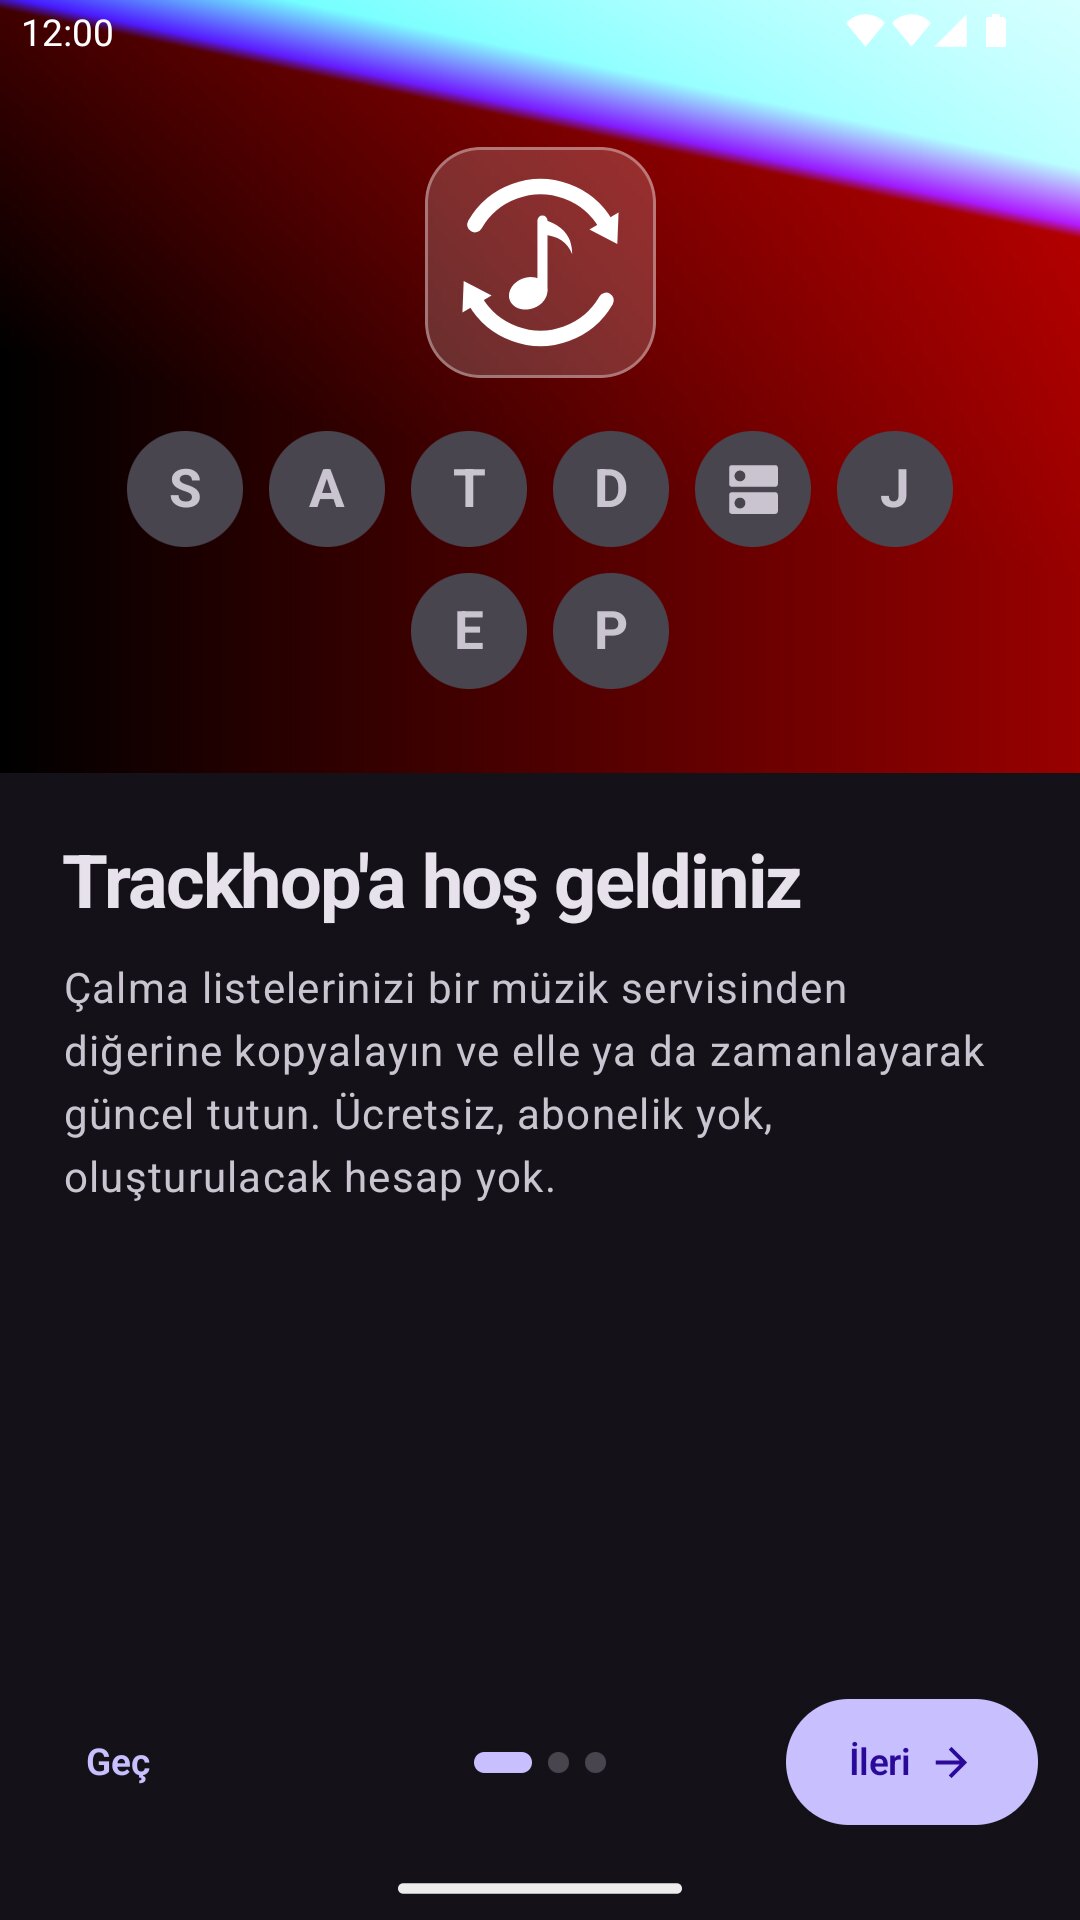 12:00
S A T D J
E P
Trackhop'a hoş geldiniz
Çalma listelerinizi bir müzik servisinden
diğerine kopyalayın ve elle ya da zamanlayarak
güncel tutun. Ücretsiz, abonelik yok,
oluşturulacak hesap yok.
Geç
İleri